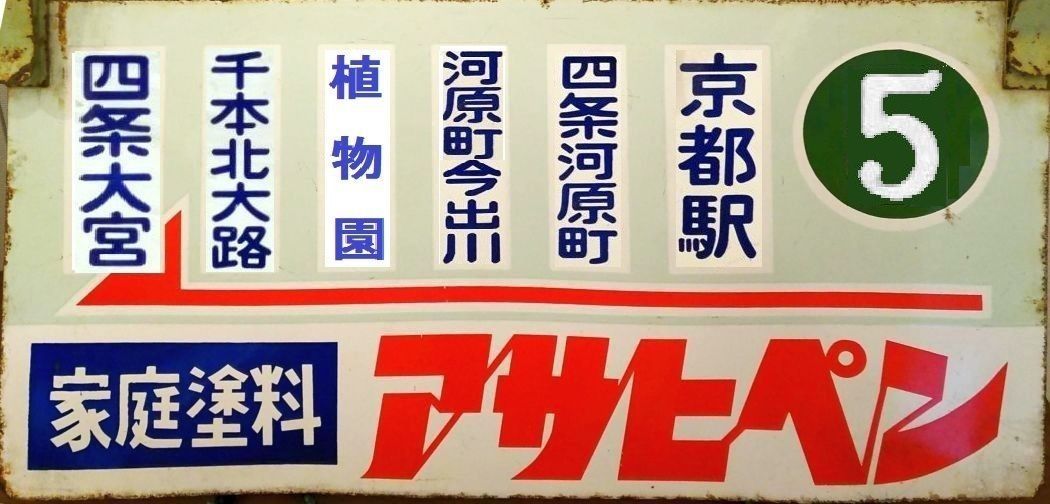 5
京都駅
四条河原町
河原町今出川
植物園
千本北大路
四条大宮
家庭塗料
アサヒペン